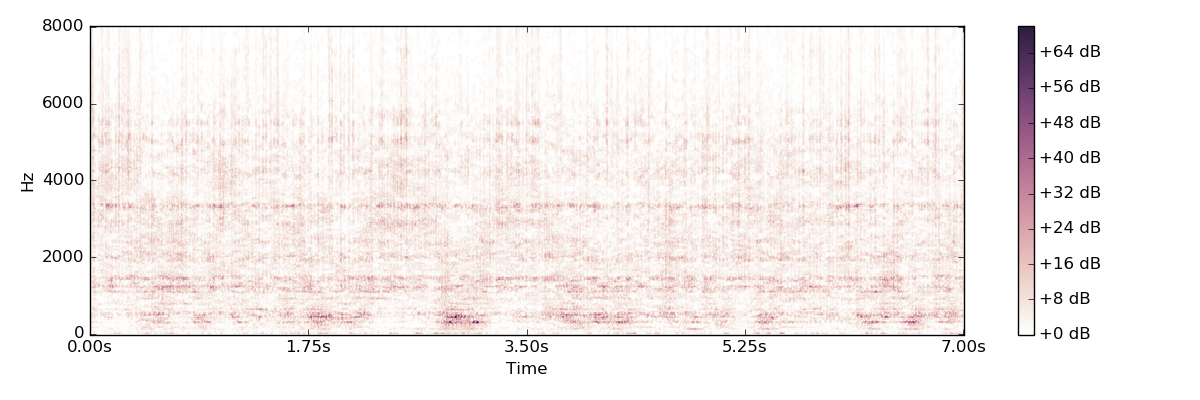 8000
6000
4000
2000
0
Hz
0.00s 1.75s 3.50s 5.25s 7.00s
Time
+64 dB
+56 dB
+48 dB
+40 dB
+32 dB
+24 dB
+16 dB
+8 dB
+0 dB